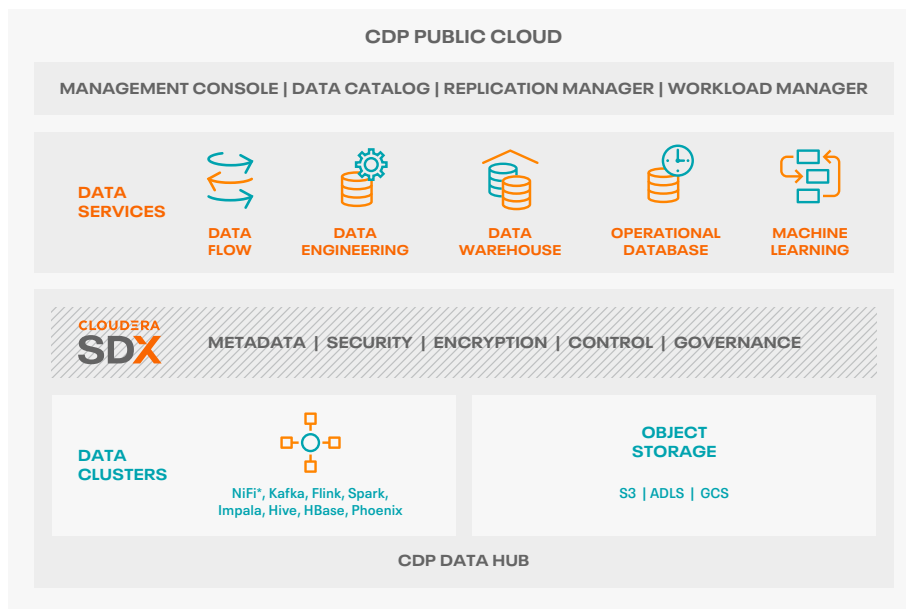 CDP PUBLIC CLOUD
MANAGEMENT CONSOLE | DATA CATALOG | REPLICATION MANAGER | WORKLOAD MANAGER
DATA
SERVICES
DATA
FLOW
DATA
ENGINEERING
DATA
WAREHOUSE
OPERATIONAL
DATABASE
MACHINE
LEARNING
CLOUDERA
SDX
METADATA | SECURITY | ENCRYPTION | CONTROL | GOVERNANCE
DATA
CLUSTERS
NiFi*, Kafka, Flink, Spark,
Impala, Hive, HBase, Phoenix
OBJECT
STORAGE
S3 | ADLS | GCS
CDP DATA HUB